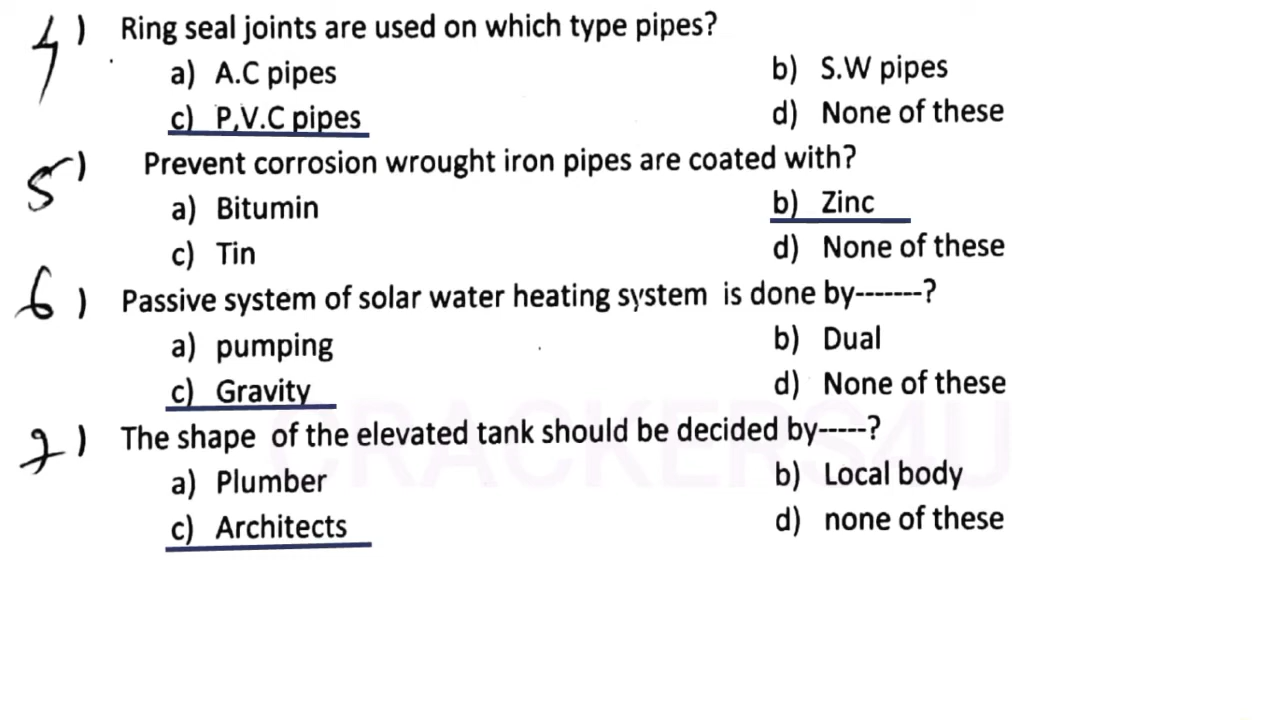 4) Ring seal joints are used on which type pipes?
a) A.C pipes b) S.W pipes
c) P,V.C pipes d) None of these
5) Prevent corrosion wrought iron pipes are coated with?
a) Bitumin b) Zinc
c) Tin d) None of these
6) Passive system of solar water heating system is done by-------?
a) pumping b) Dual
c) Gravity d) None of these
CRACKERS4U
7) The shape of the elevated tank should be decided by-----?
a) Plumber b) Local body
c) Architects d) none of these